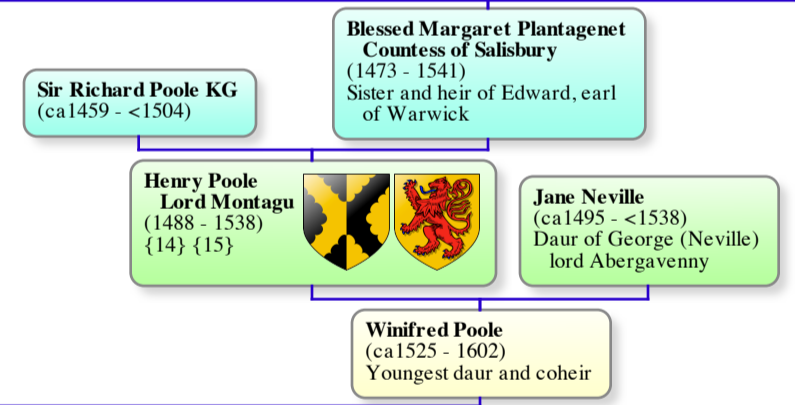 Blessed Margaret Plantagenet
Countess of Salisbury
(1473 - 1541)
Sister and heir of Edward, earl
of Warwick
Sir Richard Poole KG
(ca1459 - <1504)
Henry Poole
Lord Montagu
(1488 - 1538)
{14} {15}
Jane Neville
(ca1495 - <1538)
Daur of George (Neville)
lord Abergavenny
Winifred Poole
(ca1525 - 1602)
Youngest daur and coheir